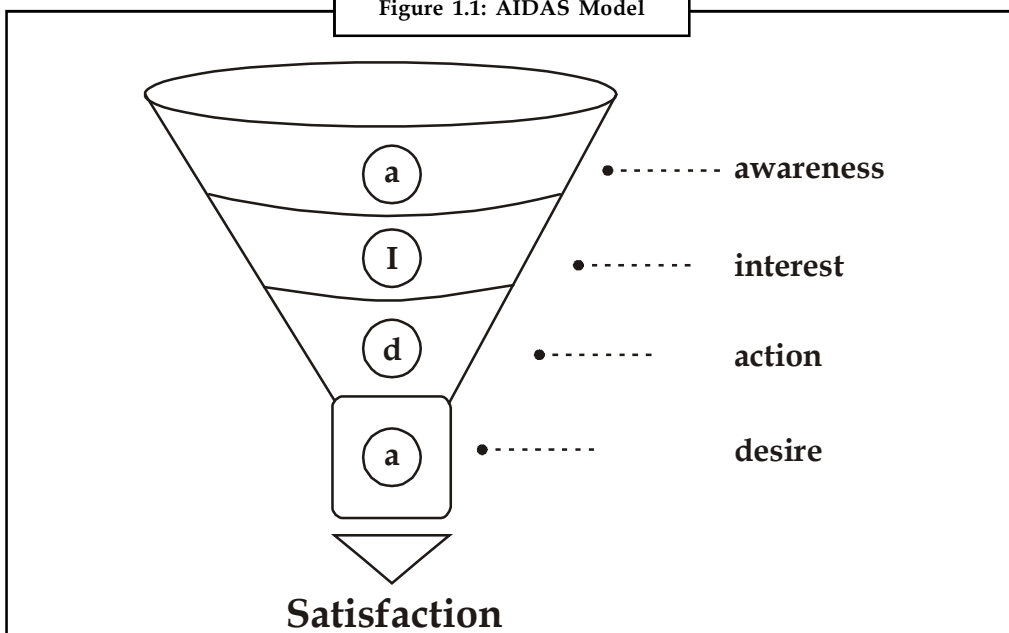 Figure 1.1: AIDAS Model
a awareness
I interest
d action
a desire
Satisfaction